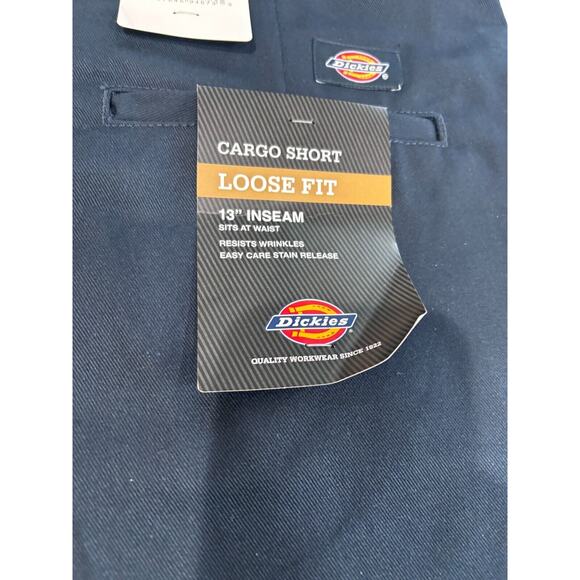 Dickies
®
CARGO SHORT
LOOSE FIT
13” INSEAM
SITS AT WAIST
RESISTS WRINKLES
EASY CARE STAIN RELEASE
Dickies
®
QUALITY WORKWEAR SINCE 1922